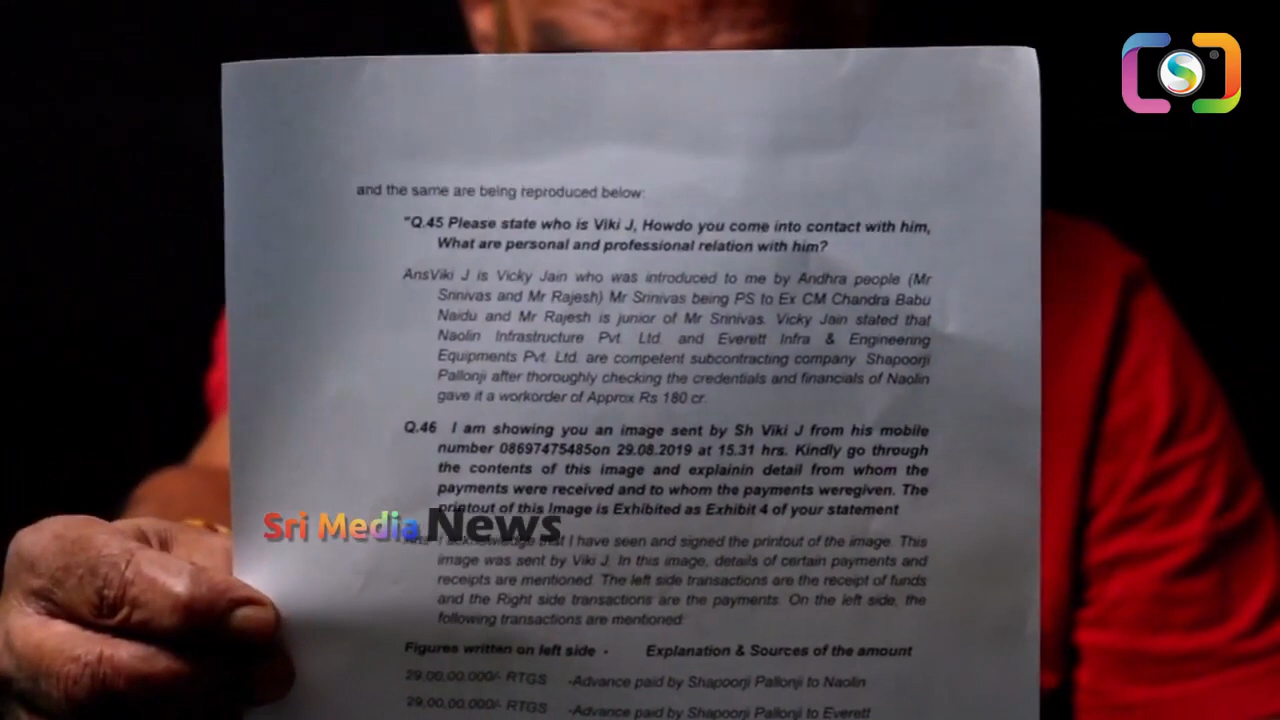 and the same are being reproduced below:
"Q.45 Please state who is Viki J, Howdo you come into contact with him,
What are personal and professional relation with him?
AnsViki J is Vicky Jain who was introduced to me by Andhra people (Mr
Srinivas and Mr Rajesh) Mr Srinivas being PS to Ex CM Chandra Babu
Naidu and Mr Rajesh is junior of Mr Srinivas. Vicky Jain stated that
Naolin Infrastructure Pvt. Ltd. and Everett Infra & Engineering
Equipments Pvt. Ltd. are competent subcontracting company. Shapoorji
Pallonji after thoroughly checking the credentials and financials of Naolin
gave it a workorder of Approx Rs 180 cr.
Q.46 I am showing you an image sent by Sh Viki J from his mobile
number 08697475485on 29.08.2019 at 15.31 hrs. Kindly go through
the contents of this image and explainin detail from whom the
payments were received and to whom the payments weregiven. The
printout of this Image is Exhibited as Exhibit 4 of your statement
Sri Media News
I acknowledge that I have seen and signed the printout of the image. This
image was sent by Viki J. In this image, details of certain payments and
receipts are mentioned. The left side transactions are the receipt of funds
and the Right side transactions are the payments. On the left side, the
following transactions are mentioned
Figures written on left side - Explanation & Sources of the amount
29,00,00,000/- RTGS -Advance paid by Shapoorji Pallonji to Naolin
29,00,00,000/- RTGS -Advance paid by Shapoorji Pallonji to Everett